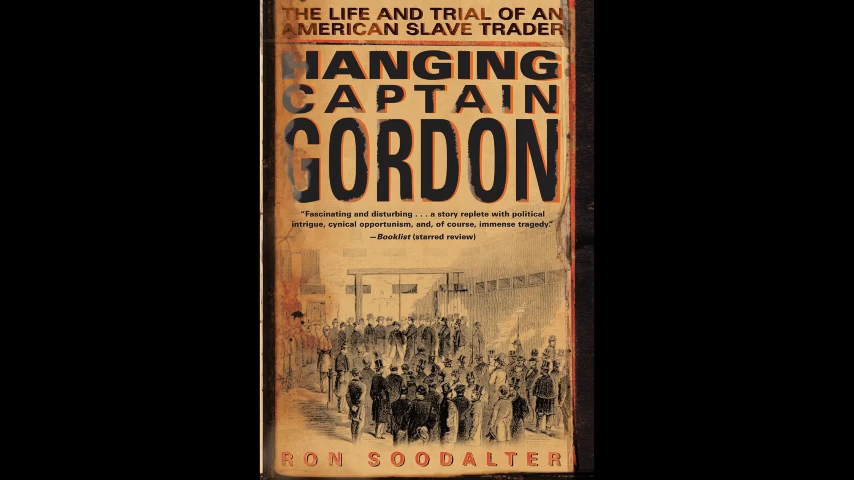 THE LIFE AND TRIAL OF AN
AMERICAN SLAVE TRADER
HANGING
CAPTAIN
GORDON
"Fascinating and disturbing . . . a story replete with political
intrigue, cynical opportunism, and, of course, immense tragedy."
—Booklist (starred review)
RON SOODALTER